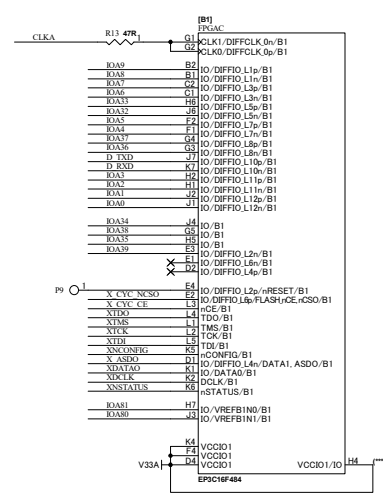 [B1]
FPGAC
CLKA R13 47R 1 G1 CLK1/DIFFCLK_0n/B1
G2 CLK0/DIFFCLK_0p/B1
IOA9 B2 IO/DIFFIO_L1p/B1
IOA8 B1 IO/DIFFIO_L1n/B1
IOA7 C2 IO/DIFFIO_L3p/B1
IOA6 C1 IO/DIFFIO_L3n/B1
IOA33 H6 IO/DIFFIO_L5p/B1
IOA32 J6 IO/DIFFIO_L5n/B1
IOA5 F2 IO/DIFFIO_L7p/B1
IOA4 F1 IO/DIFFIO_L7n/B1
IOA37 G4 IO/DIFFIO_L8p/B1
IOA36 G3 IO/DIFFIO_L8n/B1
D_TXD J7 IO/DIFFIO_L10p/B1
D_RXD K7 IO/DIFFIO_L10n/B1
IOA3 H2 IO/DIFFIO_L11p/B1
IOA2 H1 IO/DIFFIO_L11n/B1
IOA1 J2 IO/DIFFIO_L12p/B1
IOA0 J1 IO/DIFFIO_L12n/B1
IOA34 J4 IO/B1
IOA38 G5 IO/B1
IOA35 H5 IO/B1
IOA39 E3 IO/DIFFIO_L2n/B1
E1 IO/DIFFIO_L6n/B1
D2 IO/DIFFIO_L4p/B1
P9 1 E4 IO/DIFFIO_L2p/nRESET/B1
X_CYC_NCSO E2 IO/DIFFIO_L6p/FLASH_nCE,nCSO/B1
X_CYC_CE L3 nCE/B1
XTDO L4 TDO/B1
XTMS L1 TMS/B1
XTCK L2 TCK/B1
XTDI L5 TDI/B1
XNCONFIG K5 nCONFIG/B1
X_ASDO D1 IO/DIFFIO_L4n/DATA1, ASDO/B1
XDATAO K1 IO/DATA0/B1
XDCLK K2 DCLK/B1
XNSTATUS K6 nSTATUS/B1
IOA81 H7 IO/VREFB1N0/B1
IOA80 J3 IO/VREFB1N1/B1
K4 VCCIO1
F4 VCCIO1
V33A D4 VCCIO1 VCCIO1/IO H4 (***
EP3C16F484